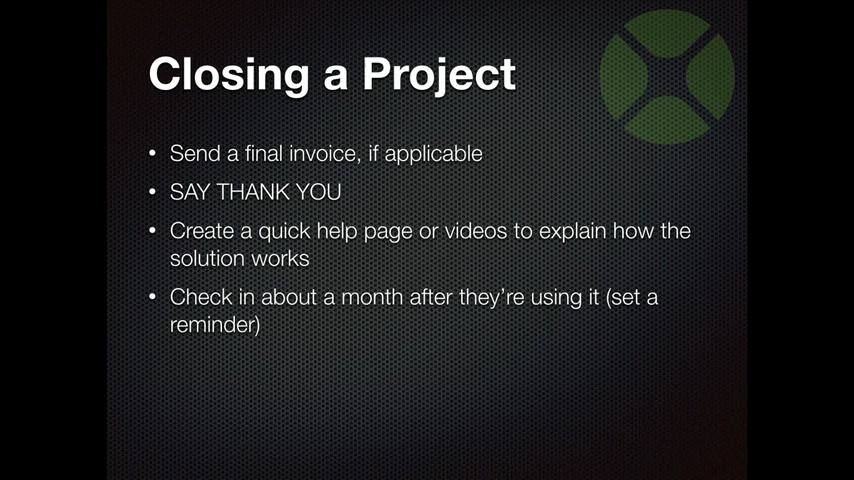 Closing a Project
• Send a final invoice, if applicable
• SAY THANK YOU
• Create a quick help page or videos to explain how the
solution works
• Check in about a month after they’re using it (set a
reminder)